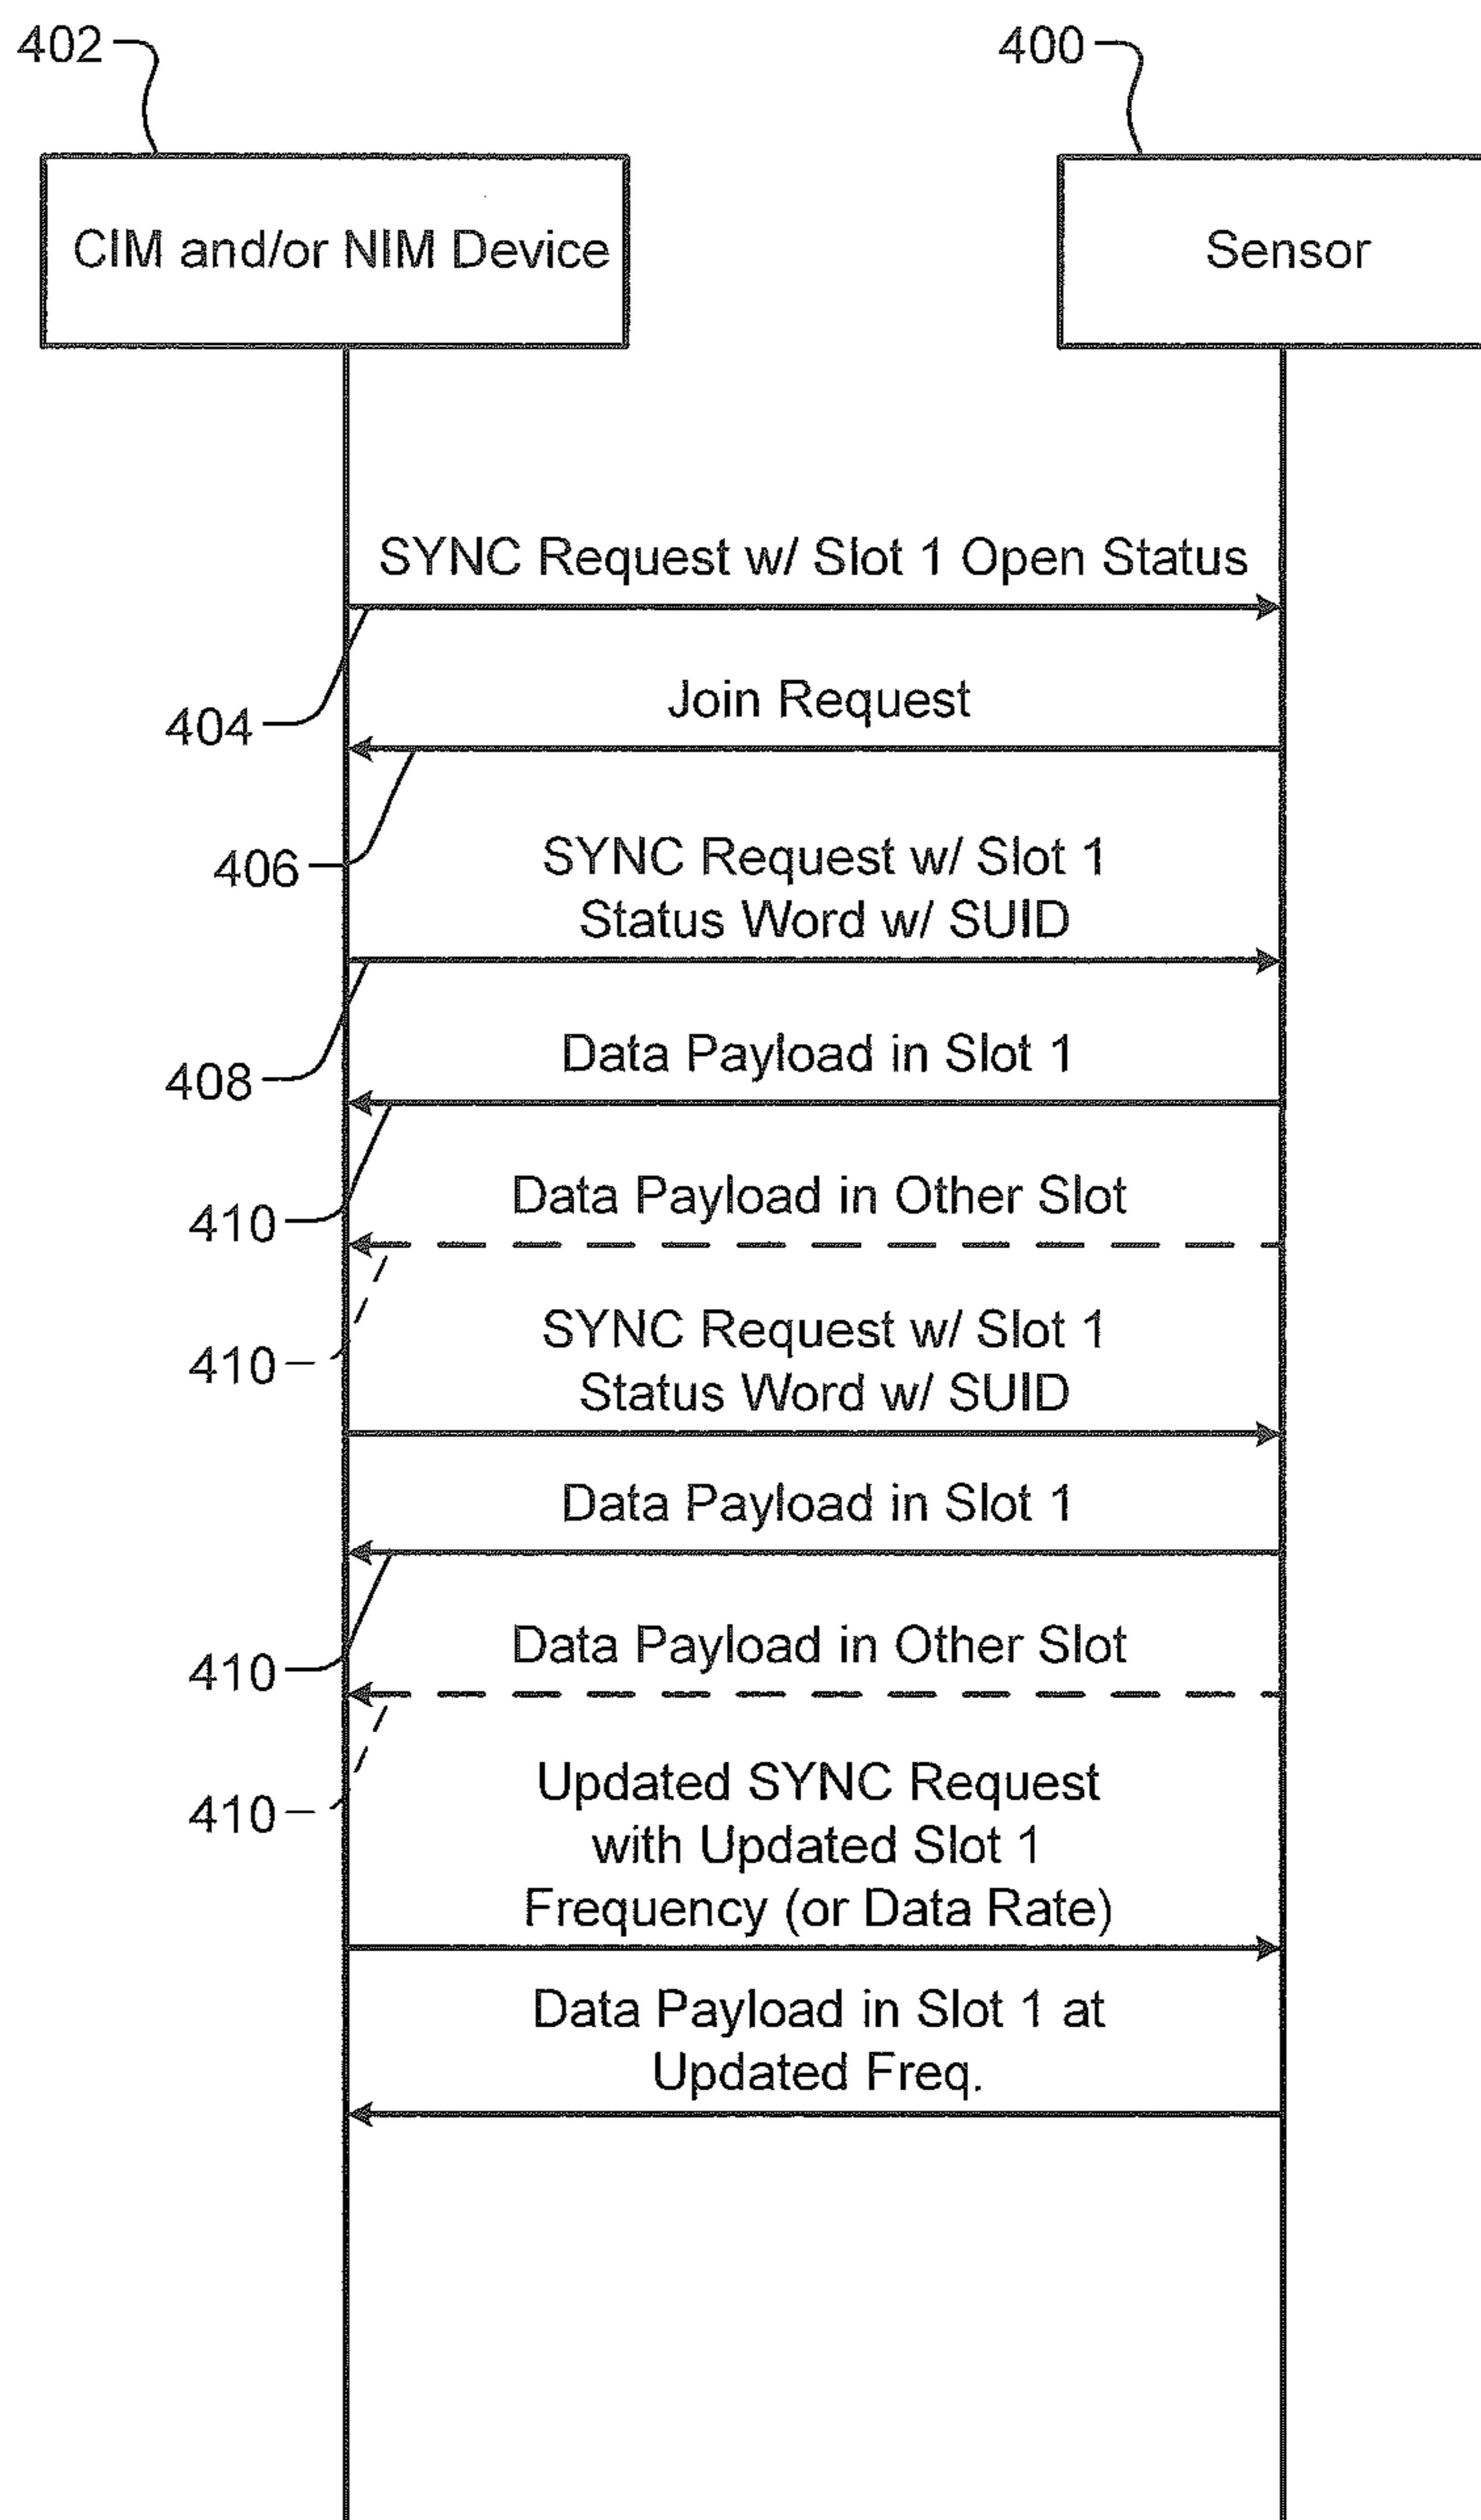 402
400
CIM and/or NIM Device
Sensor
SYNC Request w/ Slot 1 Open Status
404
Join Request
406
SYNC Request w/ Slot 1
Status Word w/ SUID
408
Data Payload in Slot 1
410
Data Payload in Other Slot
410
SYNC Request w/ Slot 1
Status Word w/ SUID
Data Payload in Slot 1
410
Data Payload in Other Slot
410
Updated SYNC Request
with Updated Slot 1
Frequency (or Data Rate)
Data Payload in Slot 1 at
Updated Freq.